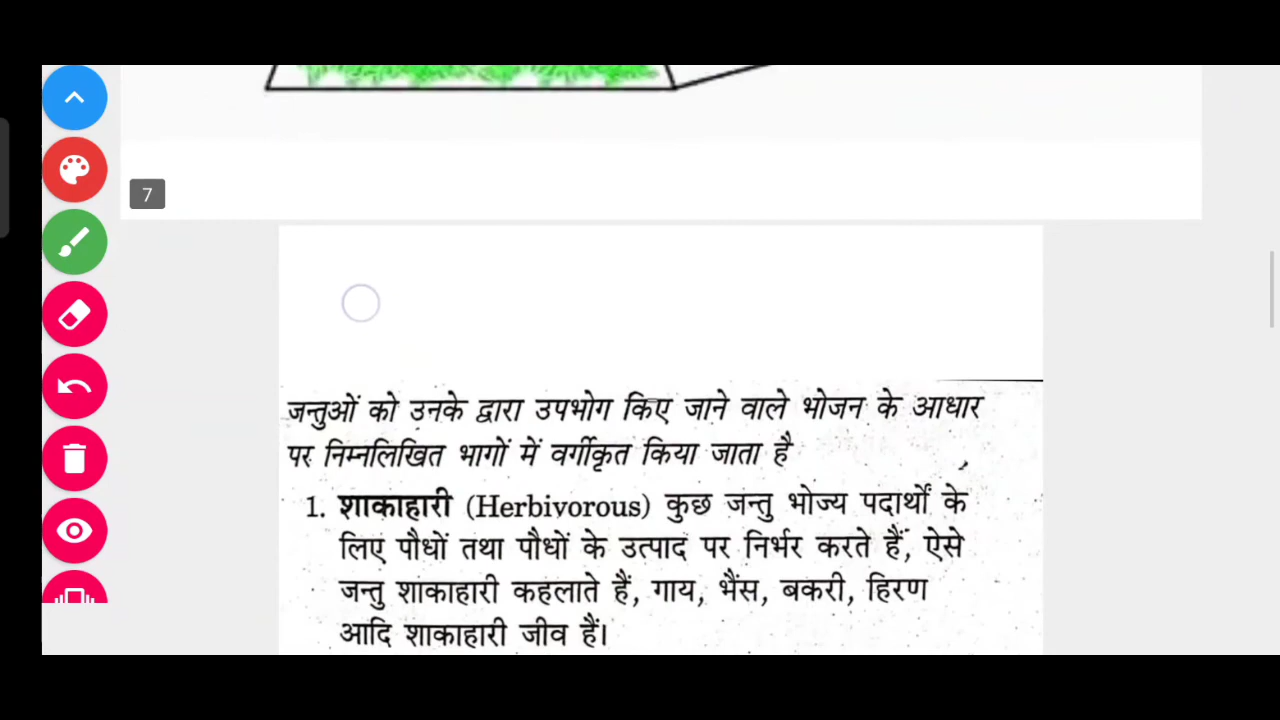 7
जन्तुओं को उनके द्वारा उपभोग किए जाने वाले भोजन के आधार
पर निम्नलिखित भागों में वर्गीकृत किया जाता है
1. शाकाहारी (Herbivorous) कुछ जन्तु भोज्य पदार्थों के
लिए पौधों तथा पौधों के उत्पाद पर निर्भर करते हैं, ऐसे
जन्तु शाकाहारी कहलाते हैं, गाय, भैंस, बकरी, हिरण
आदि शाकाहारी जीव हैं।